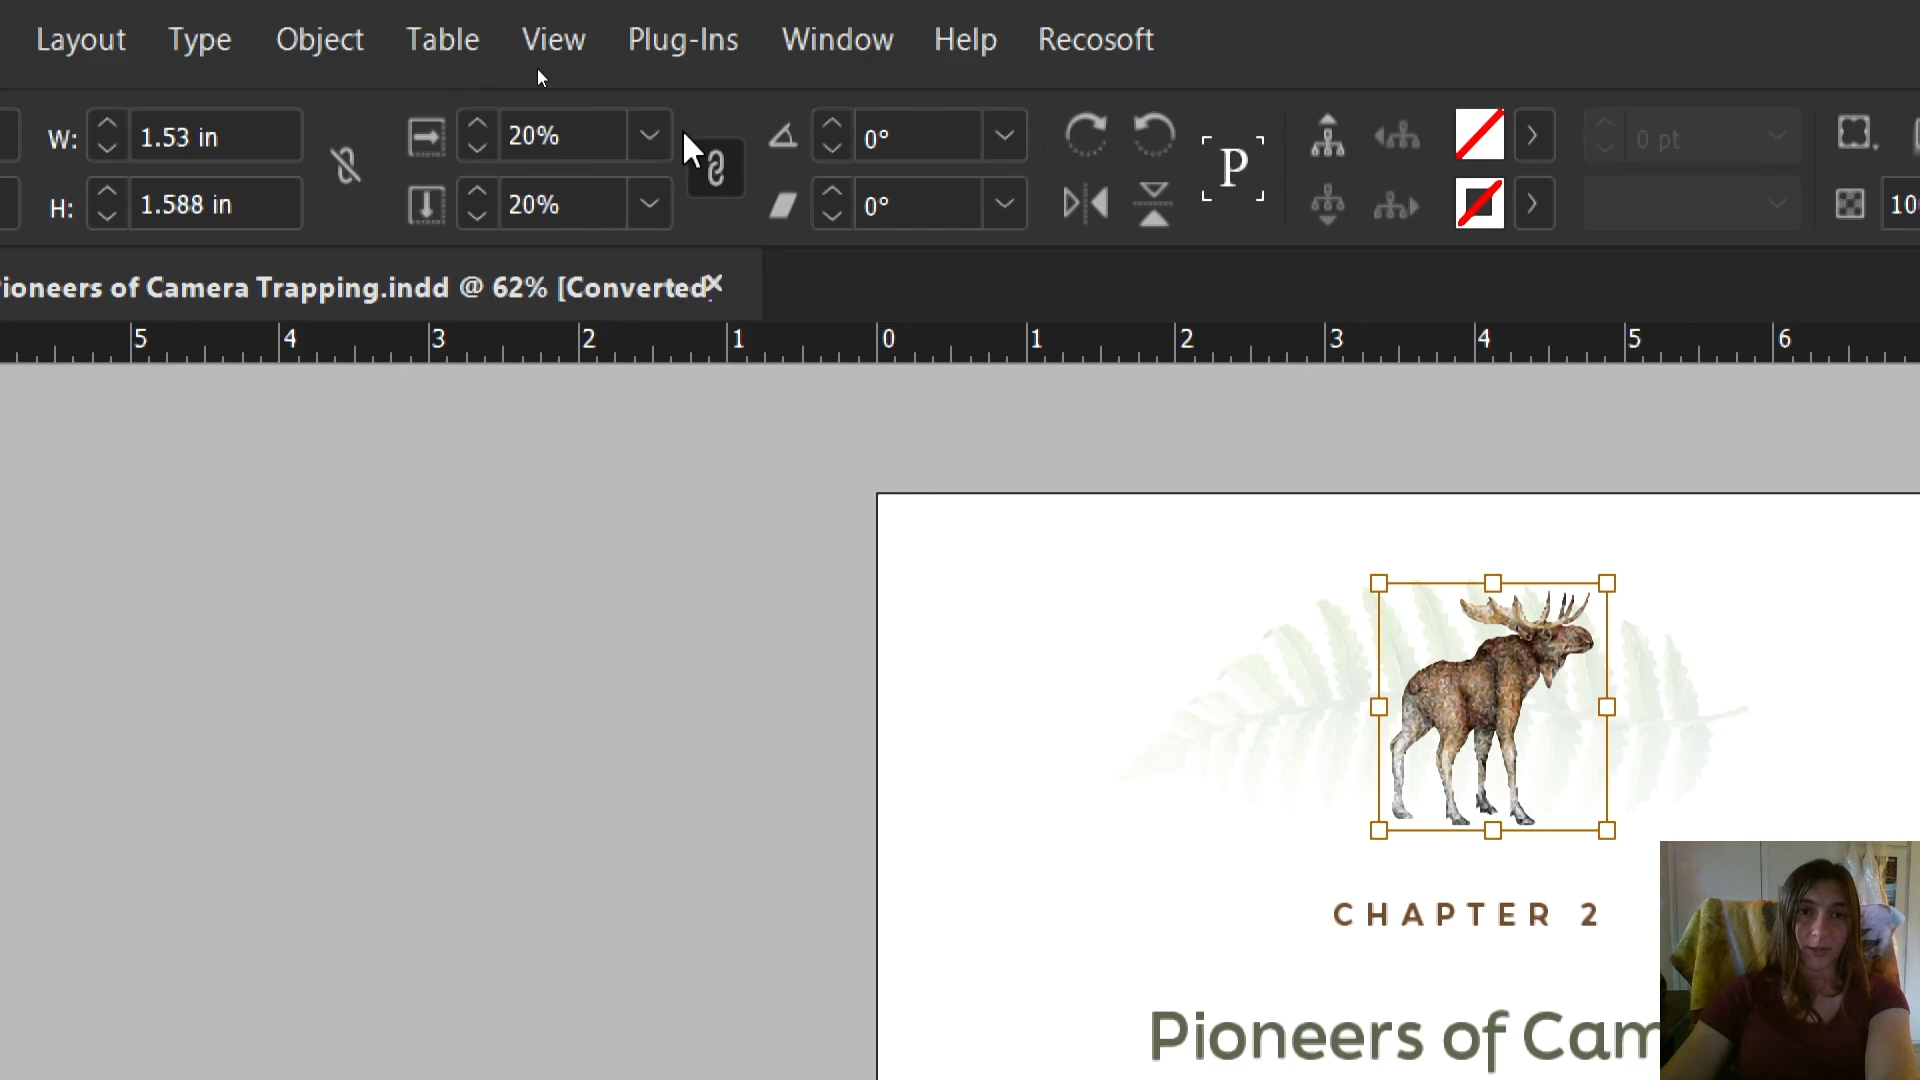 Layout Type Object Table View Plug-Ins Window Help Recosoft
W: 1.53 in 20% 0° 0 pt
H: 1.588 in 20% 0° 10
P
ioneers of Camera Trapping.indd @ 62% [Converted]
5 4 3 2 1 0 1 2 3 4 5 6
CHAPTER 2
Pioneers of Cam